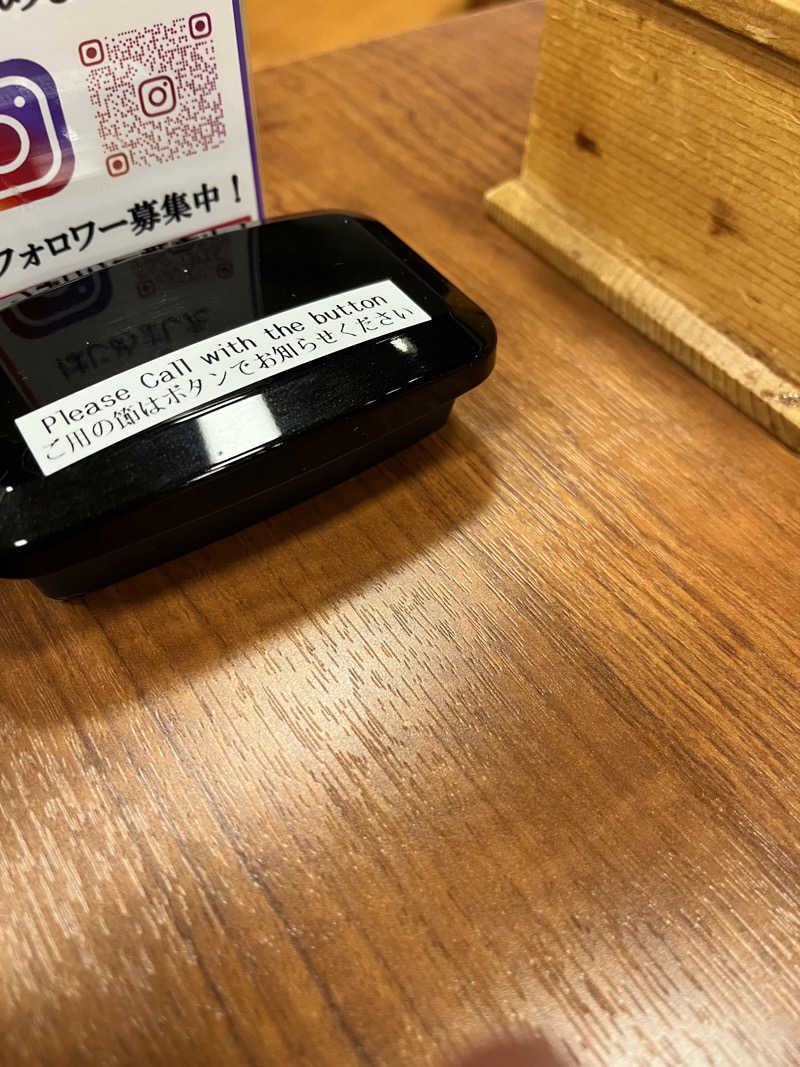 フォロワー募集中！
Please Call with the button
ご用の節はボタンでお知らせください